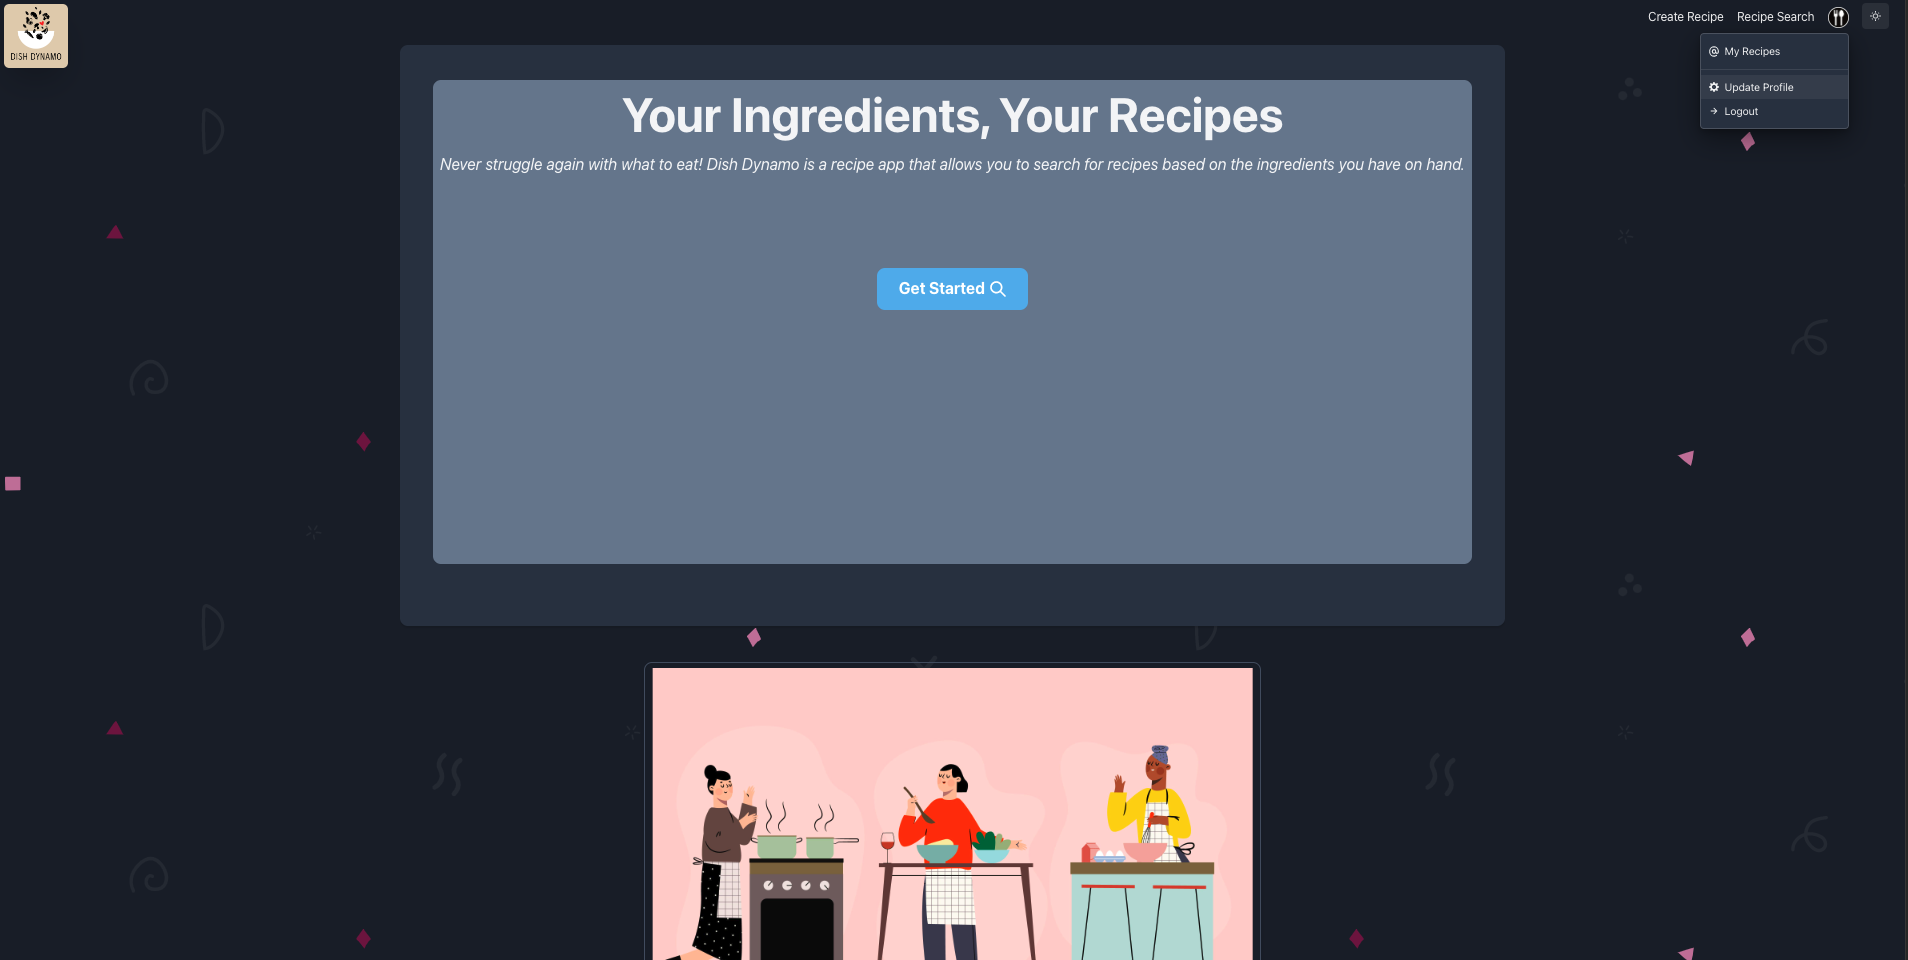 DISH DYNAMO
Create Recipe Recipe Search
My Recipes
Update Profile
Logout
Your Ingredients, Your Recipes
Never struggle again with what to eat! Dish Dynamo is a recipe app that allows you to search for recipes based on the ingredients you have on hand.
Get Started